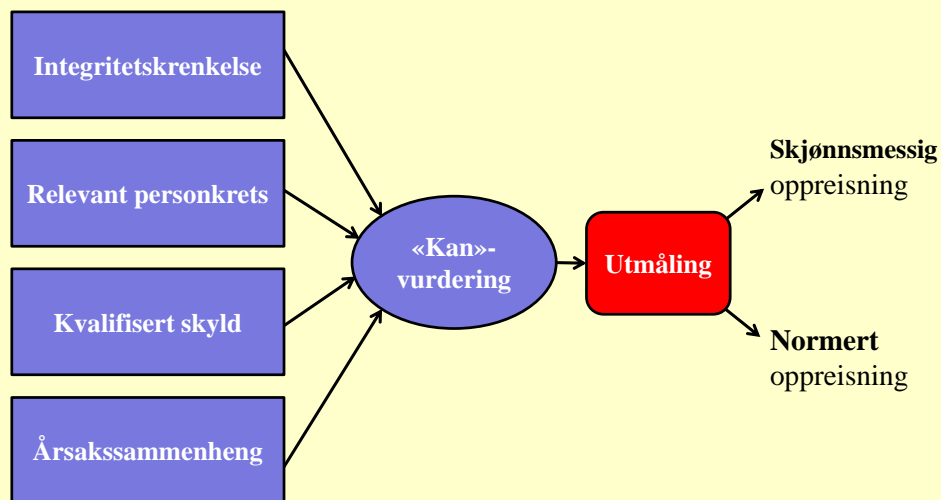 Integritetskrenkelse
Relevant personkrets
Kvalifisert skyld
Årsakssammenheng
«Kan»-
vurdering
Utmåling
Skjønnsmessig
oppreisning
Normert
oppreisning